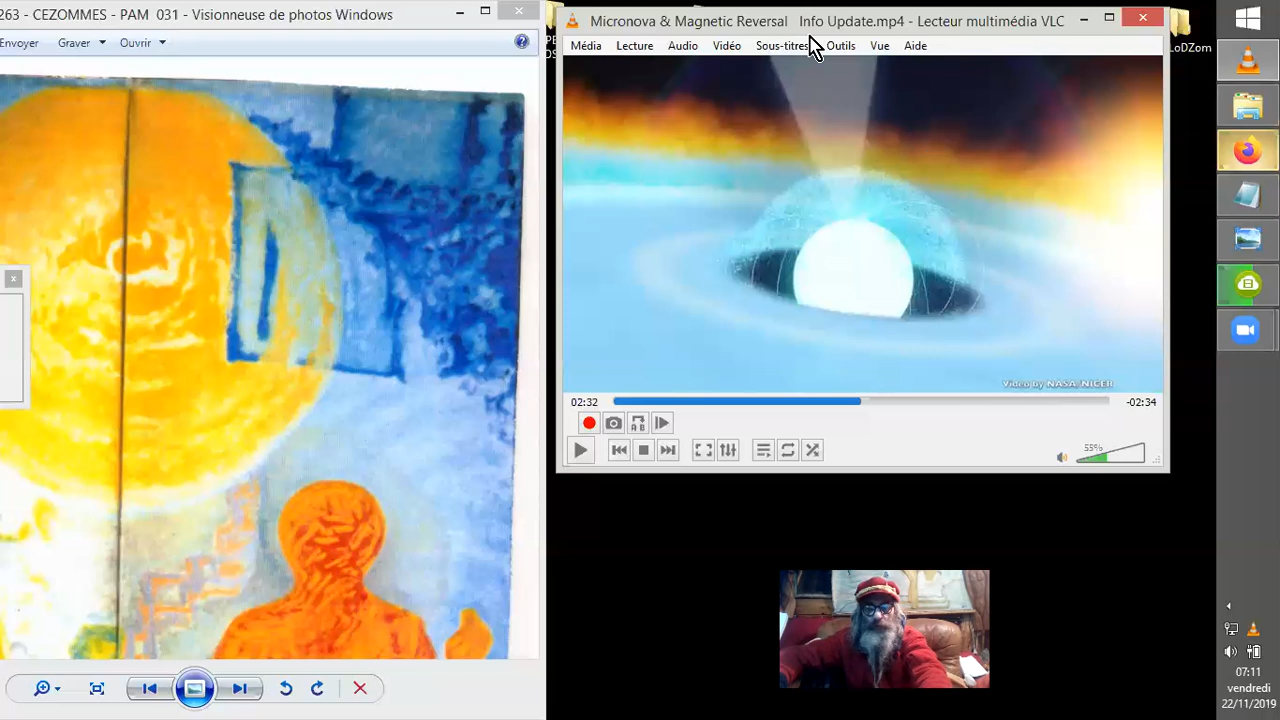 263 - CEZOMMES - PAM 031 - Visionneuse de photos Windows
Envoyer Graver Ouvrir
Micronova & Magnetic Reversal Info Update.mp4 - Lecteur multimédia VLC
Média Lecture Audio Vidéo Sous-titres Outils Vue Aide
Video by NASA/NICER
02:32 -02:34
55%
LoDZom
07:11
vendredi
22/11/2019